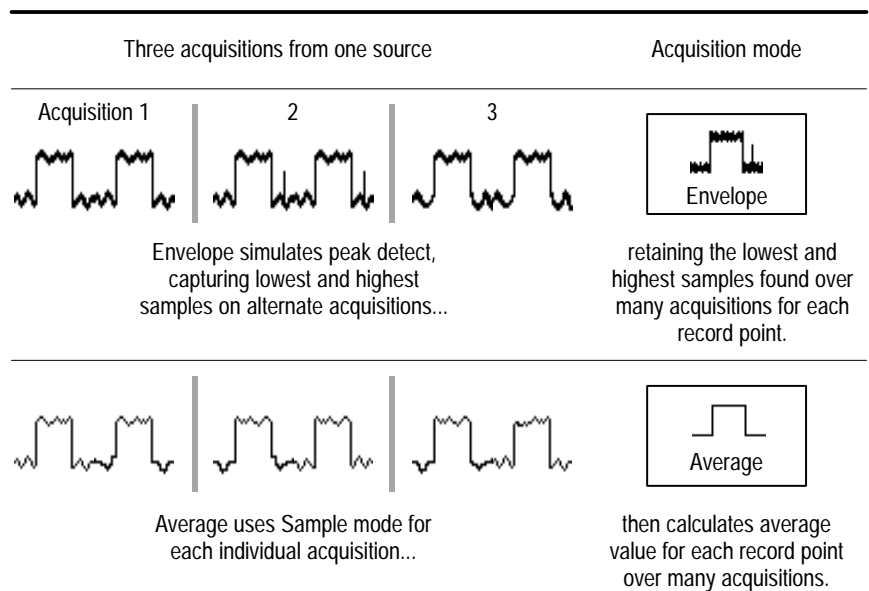 Three acquisitions from one source
Acquisition mode
Acquisition 1
2
3
Envelope
Envelope simulates peak detect,
capturing lowest and highest
samples on alternate acquisitions...
retaining the lowest and
highest samples found over
many acquisitions for each
record point.
Average
Average uses Sample mode for
each individual acquisition...
then calculates average
value for each record point
over many acquisitions.